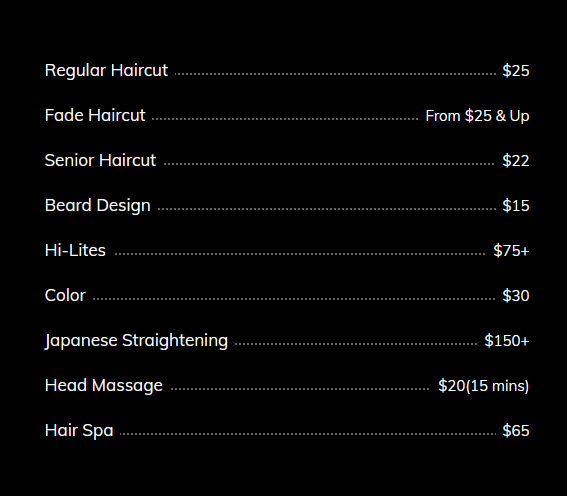 Regular Haircut $25
Fade Haircut From $25 & Up
Senior Haircut $22
Beard Design $15
Hi-Lites $75+
Color $30
Japanese Straightening $150+
Head Massage $20(15 mins)
Hair Spa $65